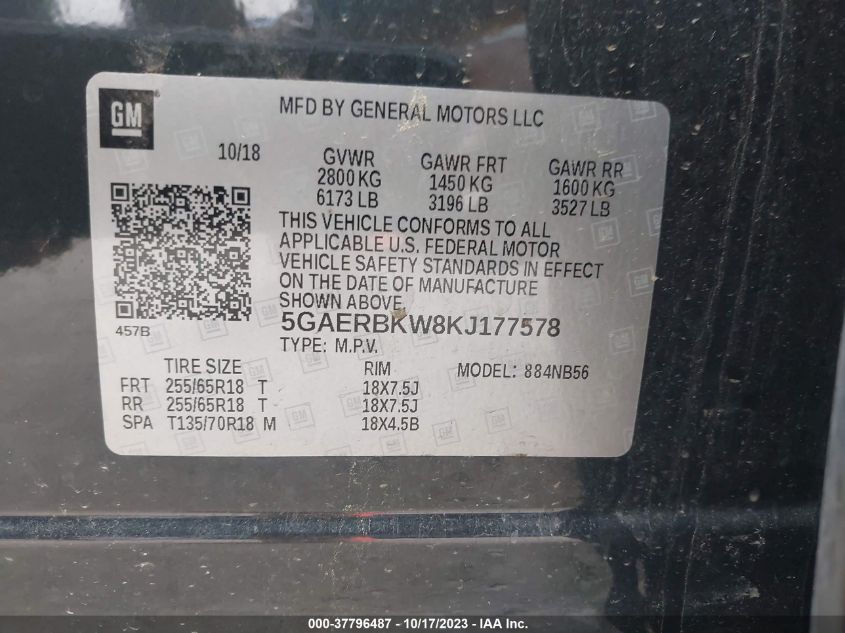 GM
MFD BY GENERAL MOTORS LLC
10/18
GVWR GAWR FRT GAWR RR
2800 KG 1450 KG 1600 KG
6173 LB 3196 LB 3527 LB
THIS VEHICLE CONFORMS TO ALL
APPLICABLE U.S. FEDERAL MOTOR
VEHICLE SAFETY STANDARDS IN EFFECT
ON THE DATE OF MANUFACTURE
SHOWN ABOVE.
457B
5GAERBKW8KJ177578
TYPE: M.P.V.
TIRE SIZE RIM MODEL: 884NB56
FRT 255/65R18 T 18X7.5J
RR 255/65R18 T 18X7.5J
SPA T135/70R18 M 18X4.5B
000-37796487 - 10/17/2023 - IAA Inc.